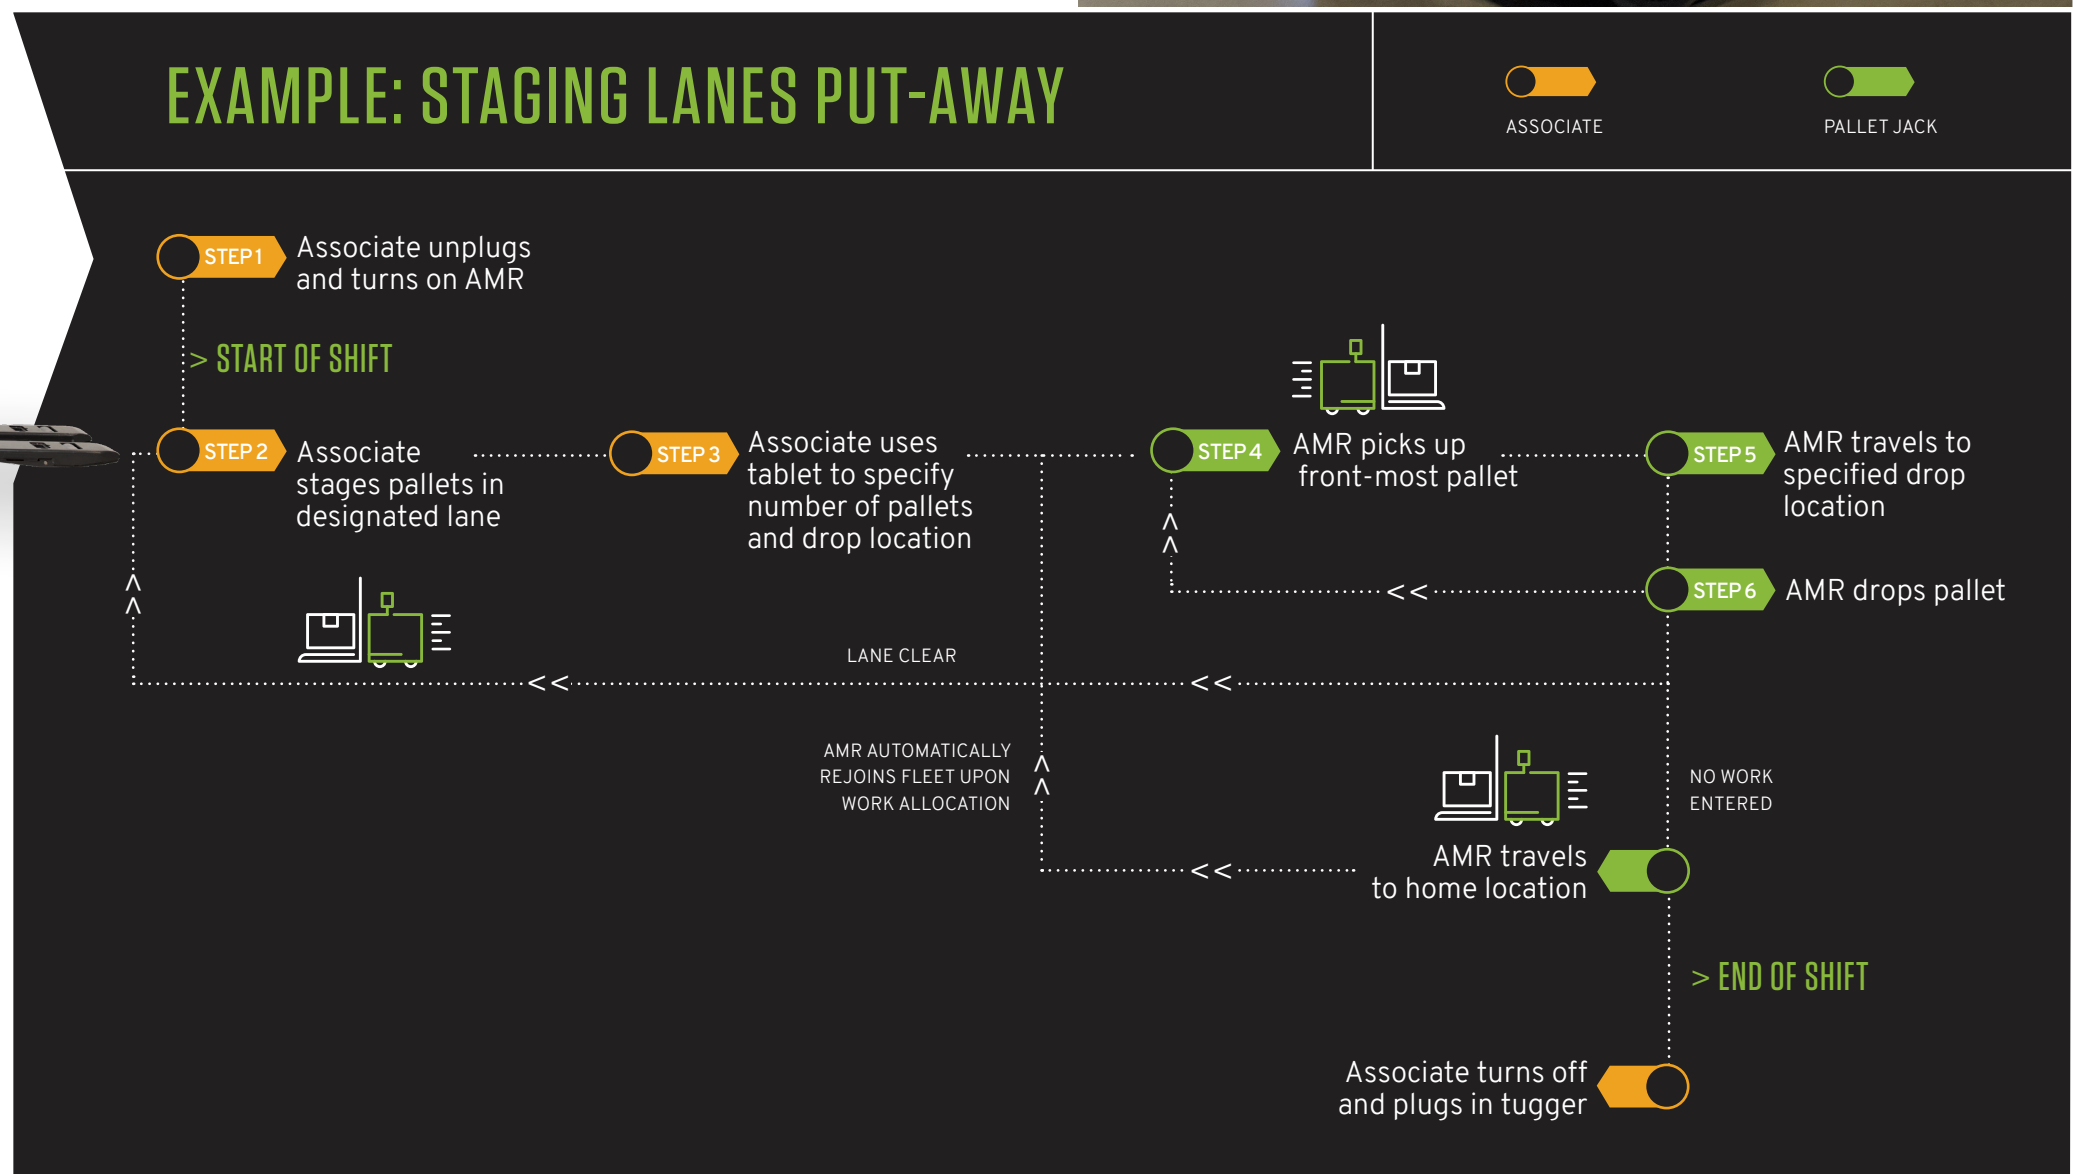 EXAMPLE: STAGING LANES PUT-AWAY
ASSOCIATE
PALLET JACK
STEP 1
Associate unplugs
and turns on AMR
> START OF SHIFT
STEP 2
Associate
stages pallets in
designated lane
STEP 3
Associate uses
tablet to specify
number of pallets
and drop location
STEP 4
AMR picks up
front-most pallet
STEP 5
AMR travels to
specified drop
location
STEP 6
AMR drops pallet
LANE CLEAR
AMR AUTOMATICALLY
REJOINS FLEET UPON
WORK ALLOCATION
NO WORK
ENTERED
AMR travels
to home location
> END OF SHIFT
Associate turns off
and plugs in tugger